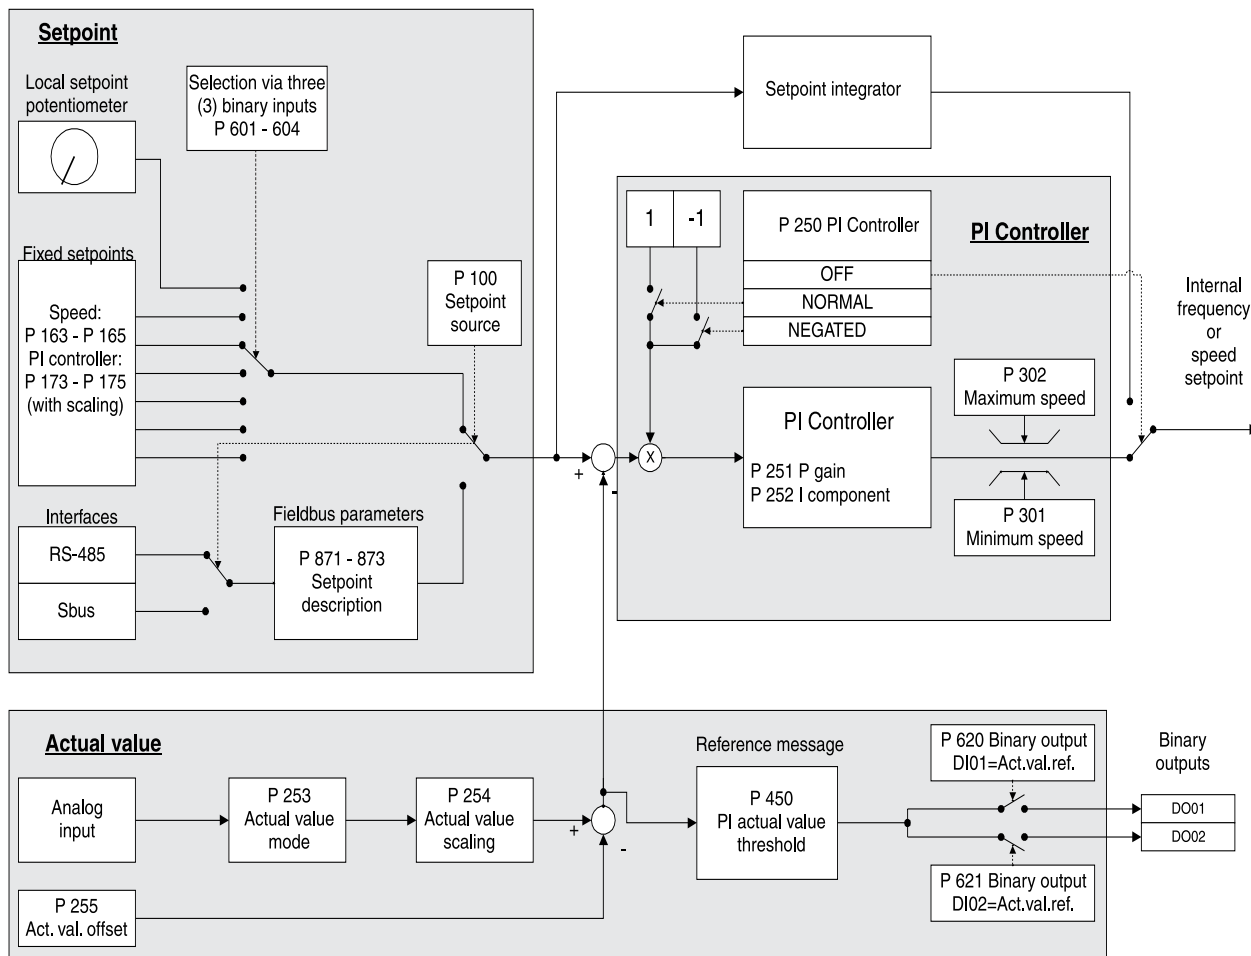 Setpoint
Local setpoint
potentiometer
Selection via three
(3) binary inputs
P 601 - 604
Fixed setpoints
Speed:
P 163 - P 165
PI controller:
P 173 - P 175
(with scaling)
P 100
Setpoint
source
Interfaces
RS-485
Sbus
Fieldbus parameters
P 871 - 873
Setpoint
description
Setpoint integrator
1
-1
P 250 PI Controller
OFF
NORMAL
NEGATED
PI Controller
Internal
frequency
or
speed
setpoint
+
-
X
PI Controller
P 251 P gain
P 252 I component
P 302
Maximum speed
P 301
Minimum speed
Actual value
Analog
input
P 253
Actual value
mode
P 254
Actual value
scaling
+
-
P 255
Act. val. offset
Reference message
P 450
PI actual value
threshold
P 620 Binary output
DI01=Act.val.ref.
P 621 Binary output
DI02=Act.val.ref.
Binary
outputs
DO01
DO02